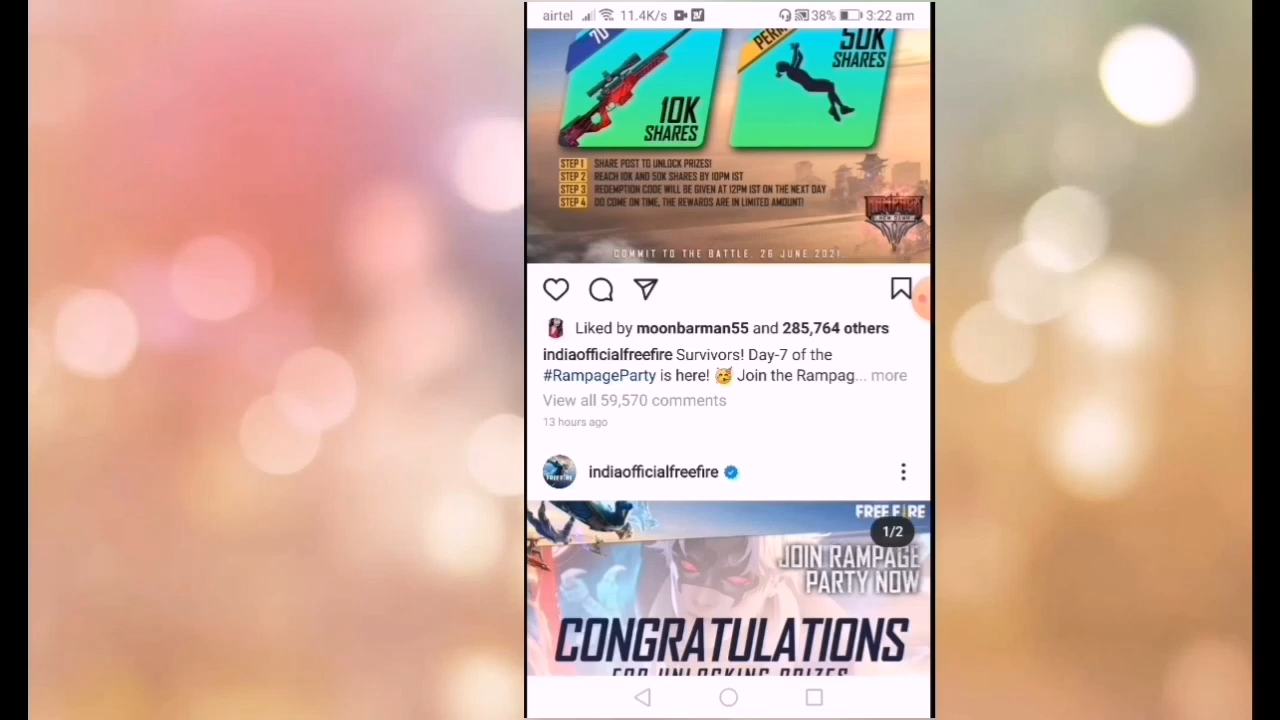 airtel 11.4K/s 38% 3:22 am
70
10K
SHARES
50K
SHARES
STEP 1 SHARE POST TO UNLOCK PRIZES!
STEP 2 REACH 10K AND 50K SHARES BY 10PM IST
STEP 3 REDEMPTION CODE WILL BE GIVEN AT 12PM IST ON THE NEXT DAY
STEP 4 DO COME ON TIME, THE REWARDS ARE IN LIMITED AMOUNT!
COMMIT TO THE BATTLE. 26 JUNE 2021.
Liked by moonbarman55 and 285,764 others
indiaofficialfreefire Survivors! Day-7 of the
#RampageParty is here! 🥳 Join the Rampag... more
View all 59,570 comments
13 hours ago
indiaofficialfreefire
FREE FIRE
1/2
JOIN RAMPAGE
PARTY NOW
CONGRATULATIONS
FOR UNLOCKING PRIZES